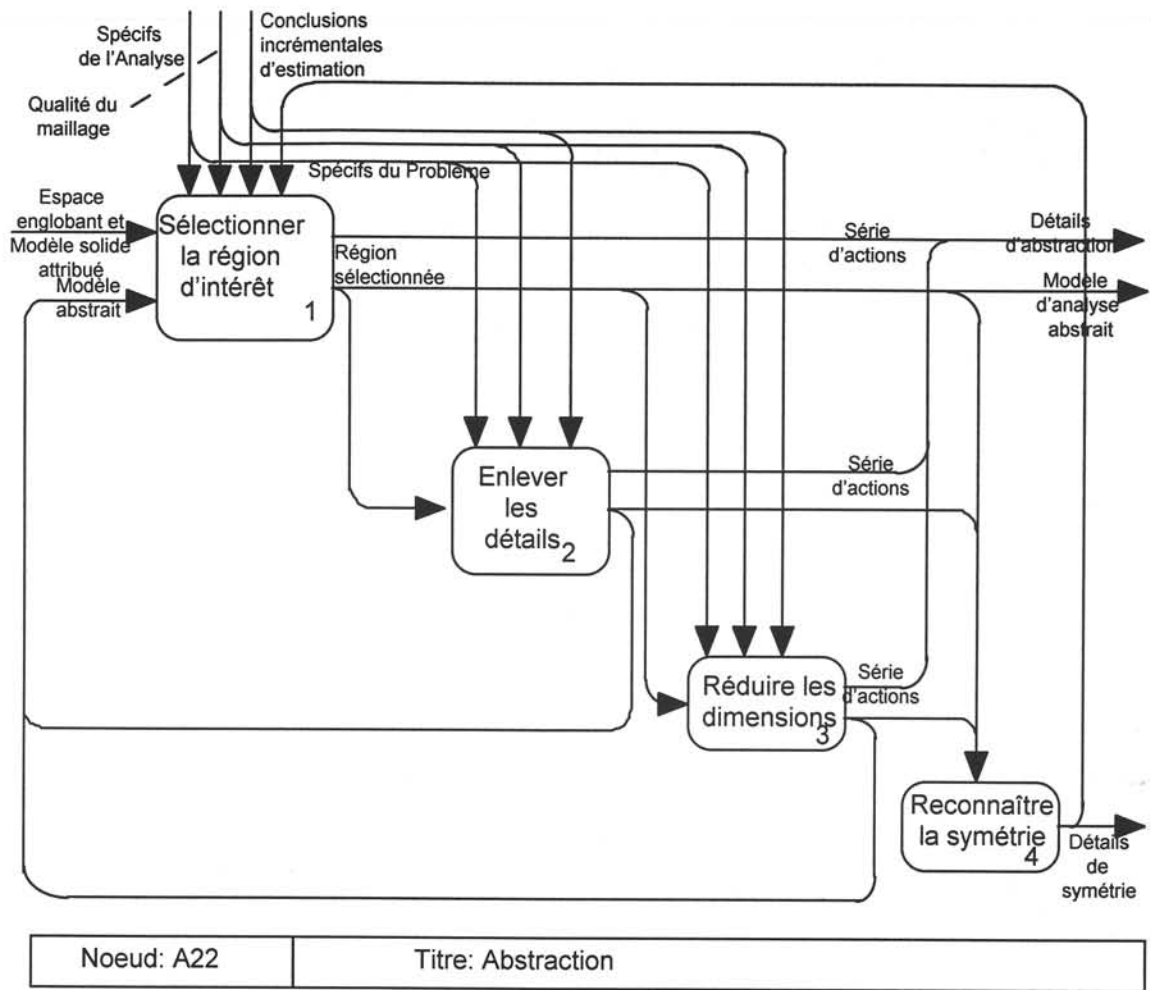 Spécifs
de l'Analyse
Conclusions
incrémentales
d'estimation
Qualité du
maillage
Spécifs du Problème
Espace
englobant et
Modèle solide
attribué
Modèle
abstrait
Sélectionner
la région
d'intérêt
1
Région
sélectionnée
Série
d'actions
Détails
d'abstraction
Modèle
d'analyse
abstrait
Enlever
les
détails
2
Série
d'actions
Réduire les
dimensions
3
Série
d'actions
Reconnaître
la symétrie
4
Détails
de
symétrie
Noeud: A22
Titre: Abstraction